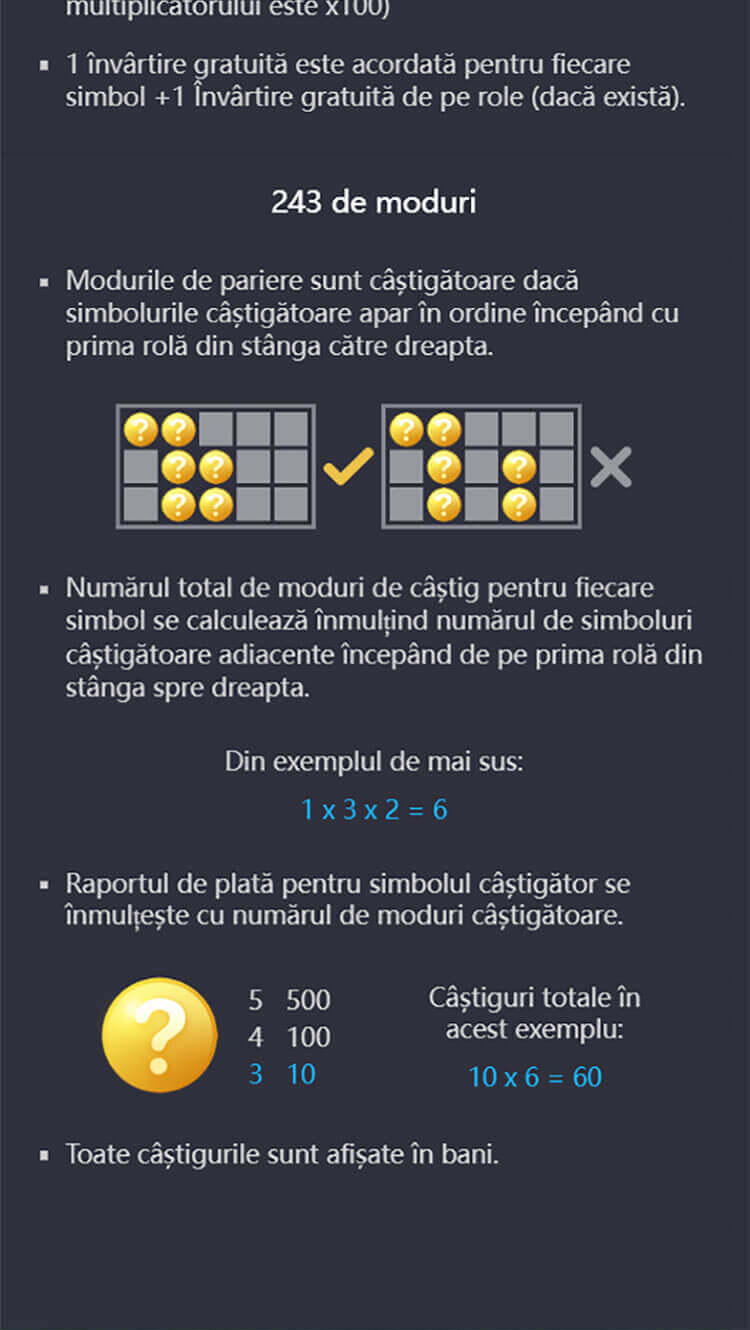 multiplicatorului este x100)
▪ 1 învârtire gratuită este acordată pentru fiecare
simbol +1 Învârtire gratuită de pe role (dacă există).
243 de moduri
▪ Modurile de pariere sunt câștigătoare dacă
simbolurile câștigătoare apar în ordine începând cu
prima rolă din stânga către dreapta.
? ? ? ?
? ? ? ? ?
? ? ? ?
▪ Numărul total de moduri de câștig pentru fiecare
simbol se calculează înmulțind numărul de simboluri
câștigătoare adiacente începând de pe prima rolă din
stânga spre dreapta.
Din exemplul de mai sus:
1 x 3 x 2 = 6
▪ Raportul de plată pentru simbolul câștigător se
înmulțește cu numărul de moduri câștigătoare.
?
5 500
4 100
3 10
Câștiguri totale în
acest exemplu:
10 x 6 = 60
▪ Toate câștigurile sunt afișate în bani.